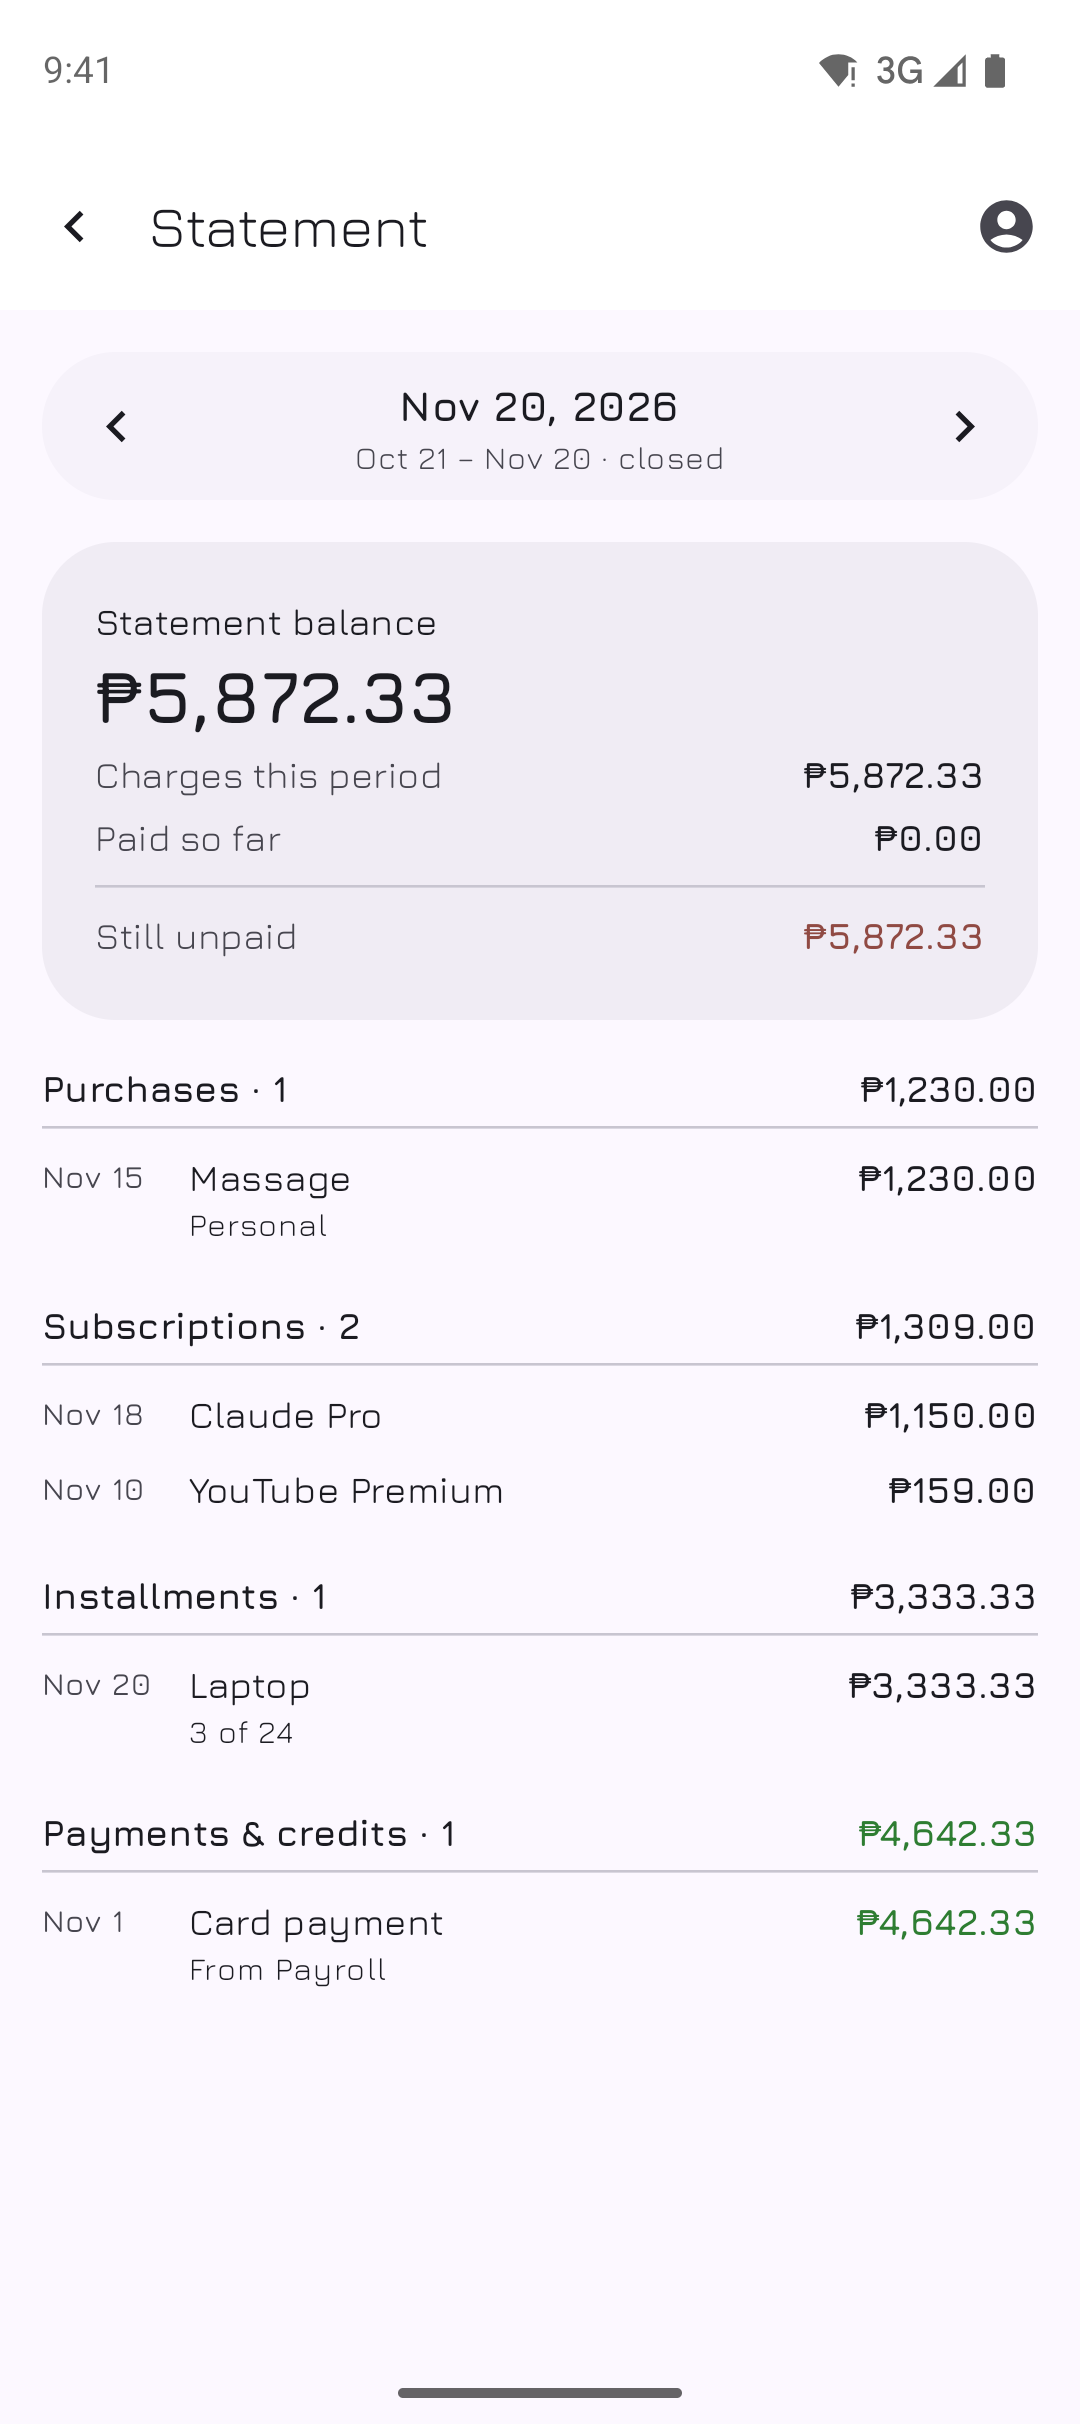 9:41
3G
Statement
Nov 20, 2026
Oct 21 – Nov 20 · closed
Statement balance
₱5,872.33
Charges this period ₱5,872.33
Paid so far ₱0.00
Still unpaid ₱5,872.33
Purchases · 1 ₱1,230.00
Nov 15 Massage ₱1,230.00
Personal
Subscriptions · 2 ₱1,309.00
Nov 18 Claude Pro ₱1,150.00
Nov 10 YouTube Premium ₱159.00
Installments · 1 ₱3,333.33
Nov 20 Laptop ₱3,333.33
3 of 24
Payments & credits · 1 ₱4,642.33
Nov 1 Card payment ₱4,642.33
From Payroll